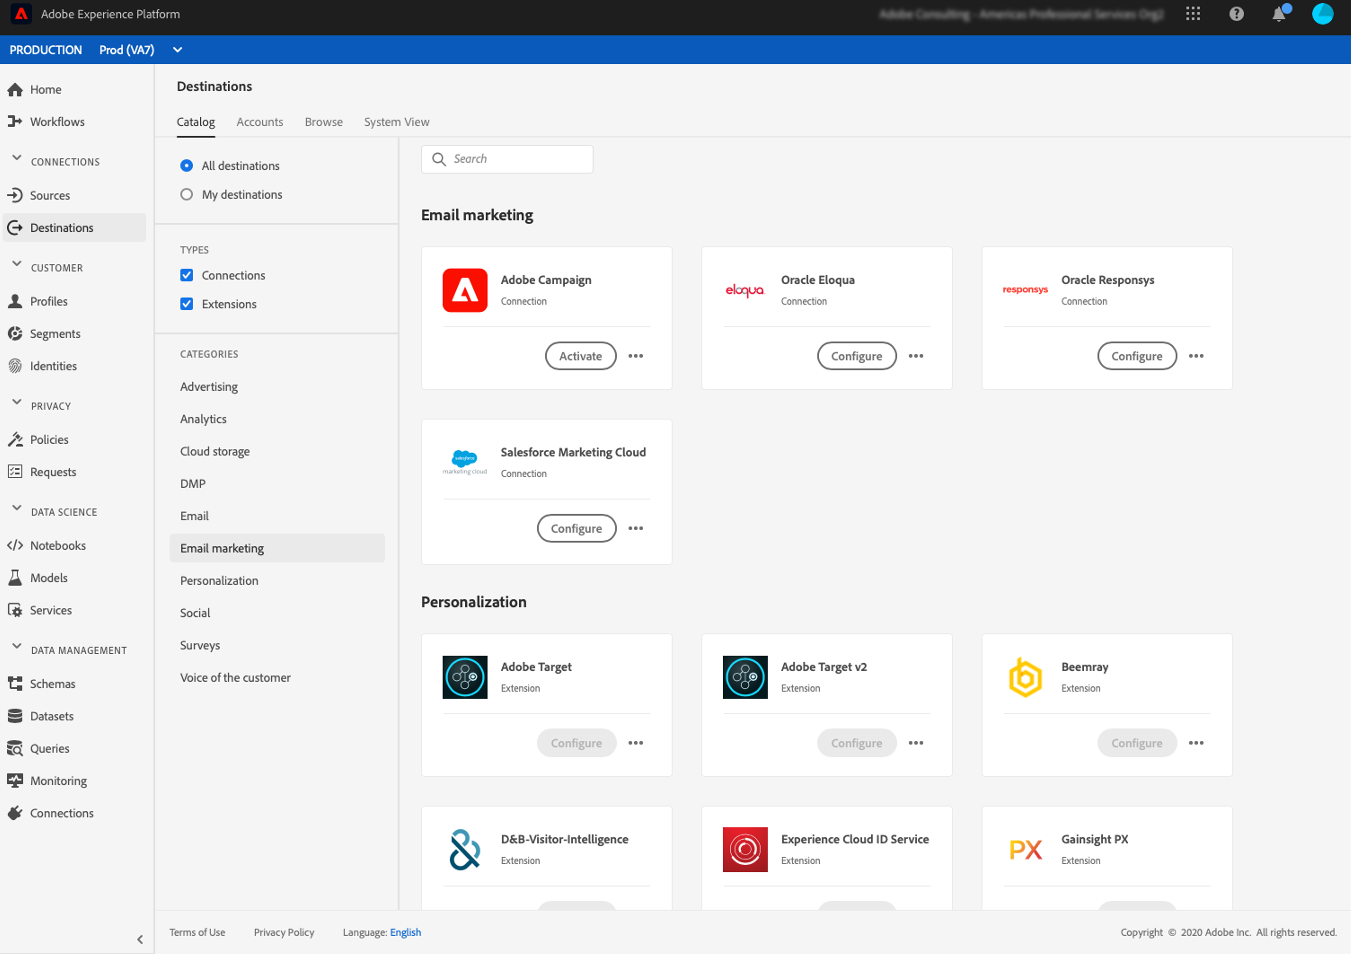 Adobe Experience Platform
PRODUCTION Prod (VA7)
Home
Workflows
CONNECTIONS
Sources
Destinations
CUSTOMER
Profiles
Segments
Identities
PRIVACY
Policies
Requests
DATA SCIENCE
Notebooks
Models
Services
DATA MANAGEMENT
Schemas
Datasets
Queries
Monitoring
Connections
Destinations
Catalog Accounts Browse System View
All destinations
My destinations
TYPES
Connections
Extensions
CATEGORIES
Advertising
Analytics
Cloud storage
DMP
Email
Email marketing
Personalization
Social
Surveys
Voice of the customer
Search
Email marketing
Adobe Campaign
Connection
Activate
eloqua
Oracle Eloqua
Connection
Configure
responsys
Oracle Responsys
Connection
Configure
salesforce
marketing cloud
Salesforce Marketing Cloud
Connection
Configure
Personalization
Adobe Target
Extension
Configure
Adobe Target v2
Extension
Configure
Beemray
Extension
Configure
D&B-Visitor-Intelligence
Extension
Experience Cloud ID Service
Extension
PX
Gainsight PX
Extension
Terms of Use Privacy Policy Language: English
Copyright © 2020 Adobe Inc. All rights reserved.